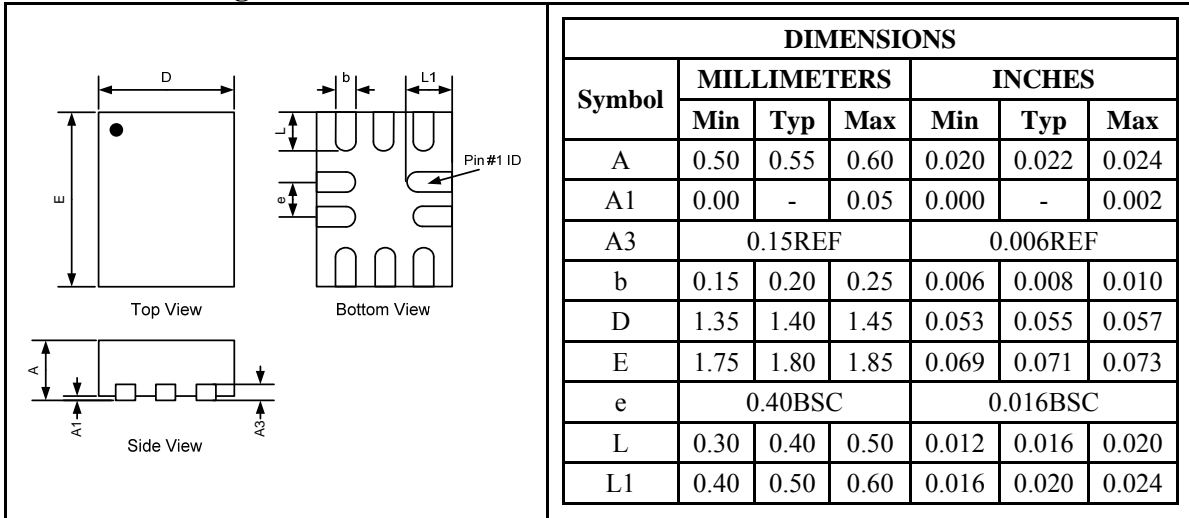 D
E
Top View
b
L1
L
e
Pin#1 ID
Bottom View
A
A1
A3
Side View
DIMENSIONS
Symbol MILLIMETERS INCHES
Min Typ Max Min Typ Max
A 0.50 0.55 0.60 0.020 0.022 0.024
A1 0.00 - 0.05 0.000 - 0.002
A3 0.15REF 0.006REF
b 0.15 0.20 0.25 0.006 0.008 0.010
D 1.35 1.40 1.45 0.053 0.055 0.057
E 1.75 1.80 1.85 0.069 0.071 0.073
e 0.40BSC 0.016BSC
L 0.30 0.40 0.50 0.012 0.016 0.020
L1 0.40 0.50 0.60 0.016 0.020 0.024